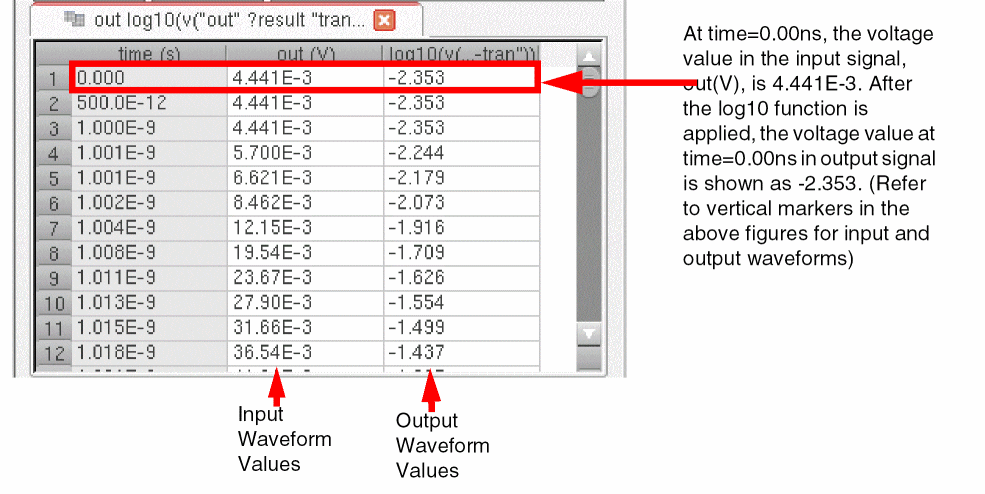 out log10(v("out" ?result "tran...
time (s) out (V) log10(v(...-tran"))
1 0.000 4.441E-3 -2.353
2 500.0E-12 4.441E-3 -2.353
3 1.000E-9 4.441E-3 -2.353
4 1.001E-9 5.700E-3 -2.244
5 1.001E-9 6.621E-3 -2.179
6 1.002E-9 8.462E-3 -2.073
7 1.004E-9 12.15E-3 -1.916
8 1.008E-9 19.54E-3 -1.709
9 1.011E-9 23.67E-3 -1.626
10 1.013E-9 27.90E-3 -1.554
11 1.015E-9 31.66E-3 -1.499
12 1.018E-9 36.54E-3 -1.437
At time=0.00ns, the voltage
value in the input signal,
out(V), is 4.441E-3. After
the log10 function is
applied, the voltage value at
time=0.00ns in output signal
is shown as -2.353. (Refer
to vertical markers in the
above figures for input and
output waveforms)
Input
Waveform
Values
Output
Waveform
Values